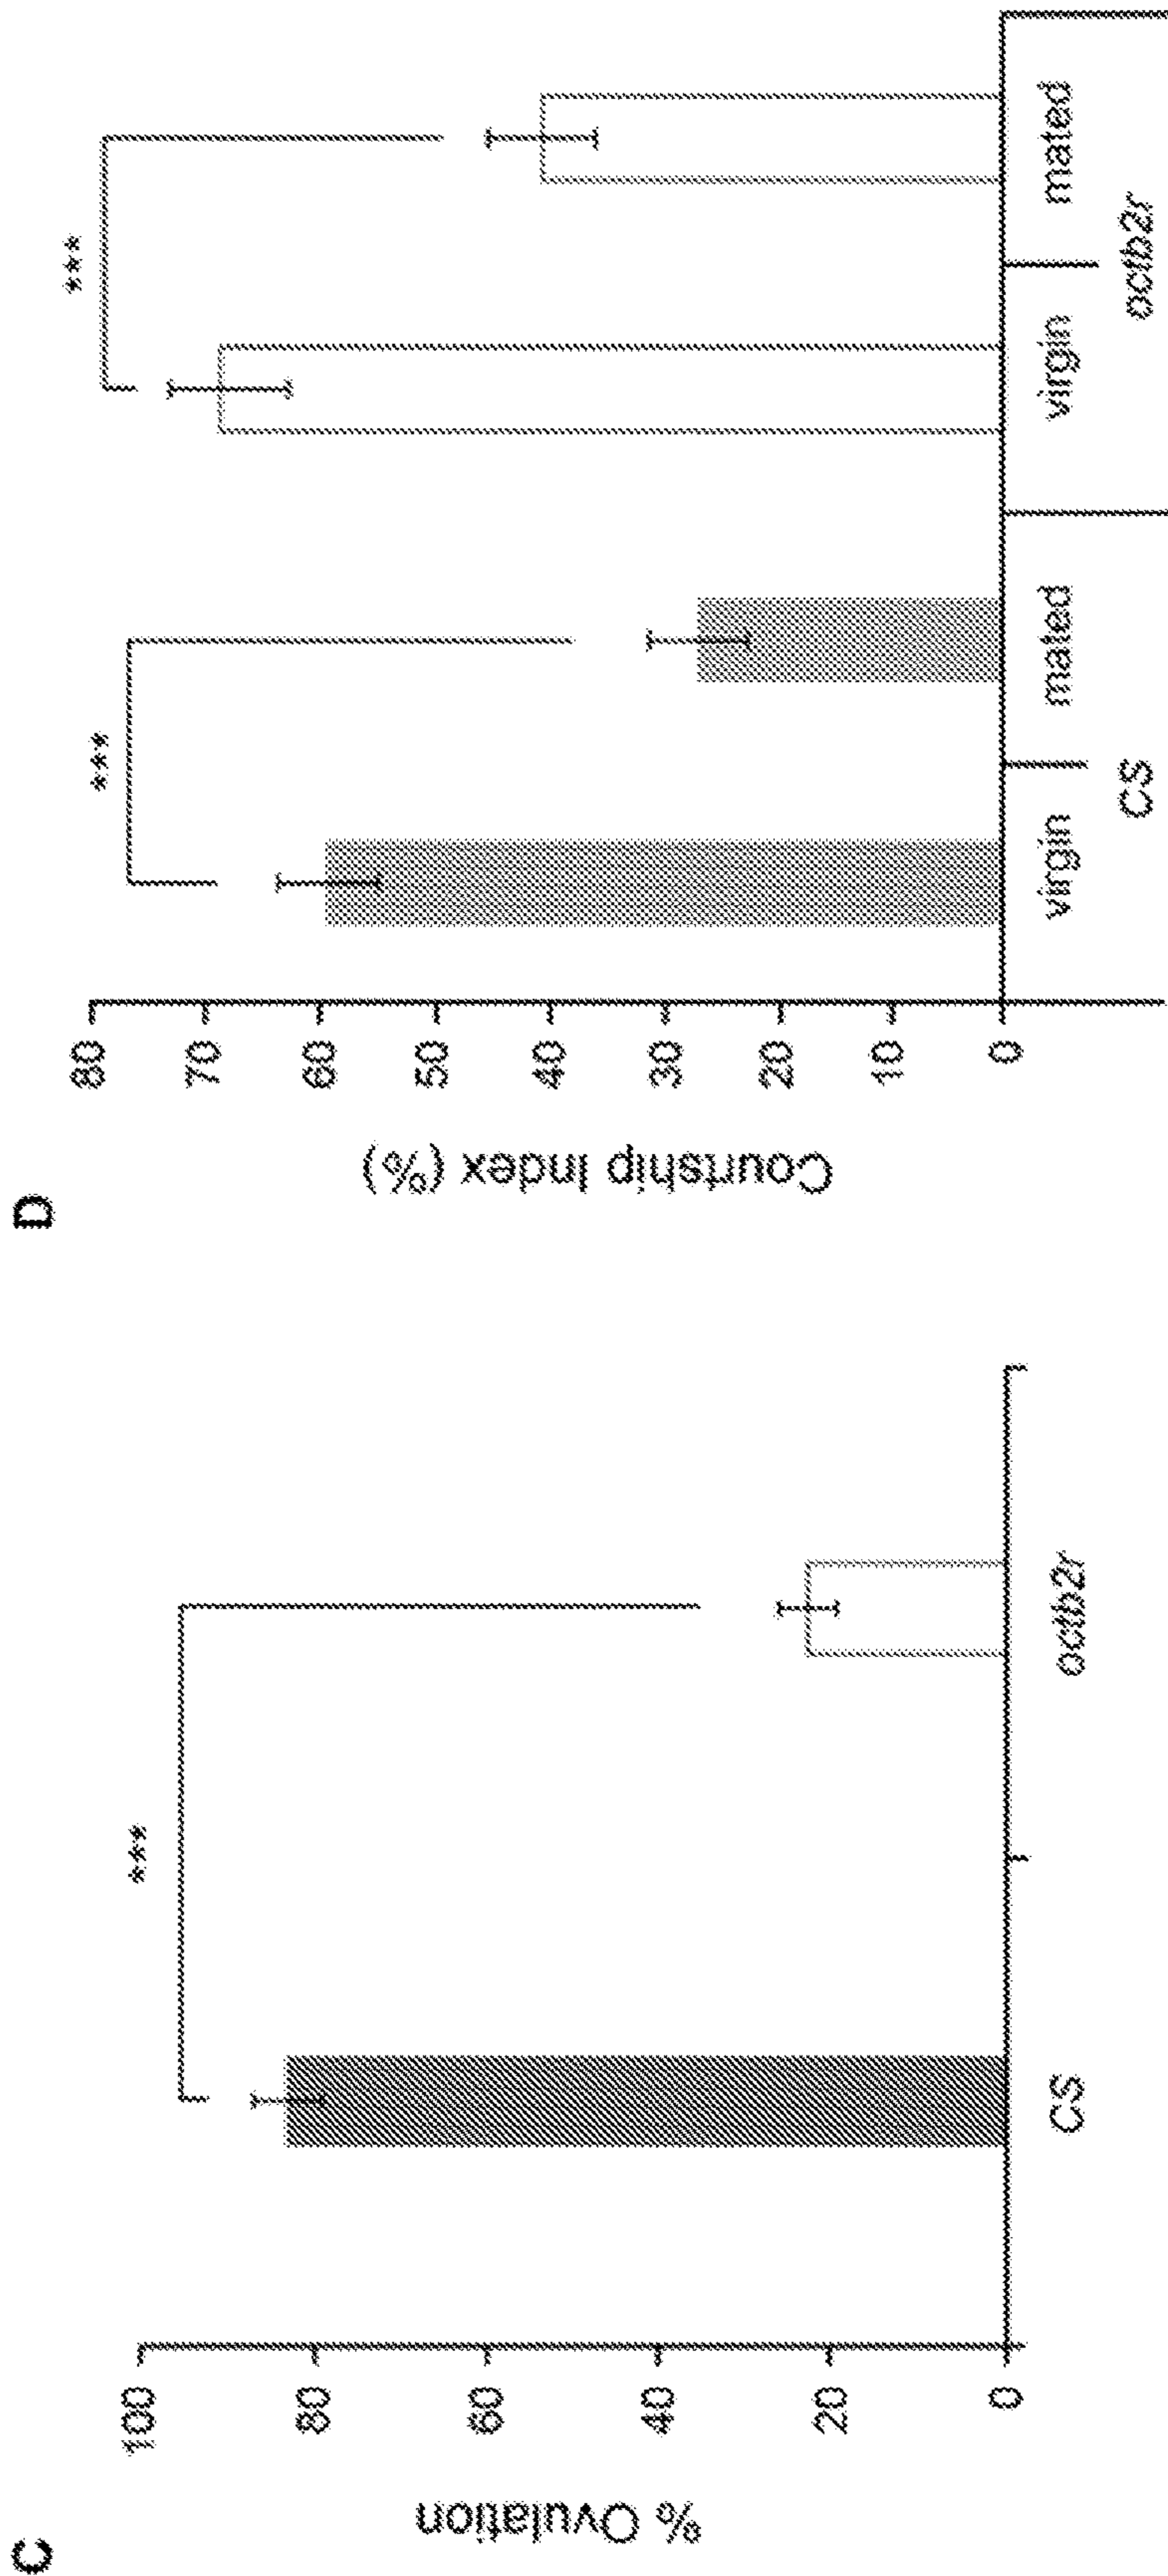 C
% Ovulation
100
80
60
40
20
0
***
CS
octb2r
D
Courtship Index (%)
80
70
60
50
40
30
20
10
0
***
***
virgin
mated
virgin
mated
CS
octb2r